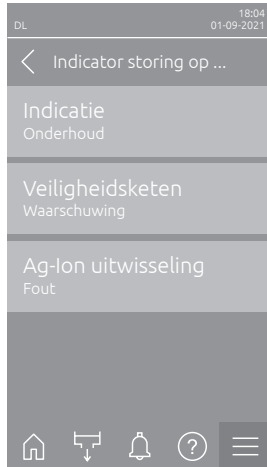 18:04
DL
01-09-2021
Indicator storing op ...
Indicatie
Onderhoud
Veiligheidsketen
Waarschuwing
Ag-Ion uitwisseling
Fout
?